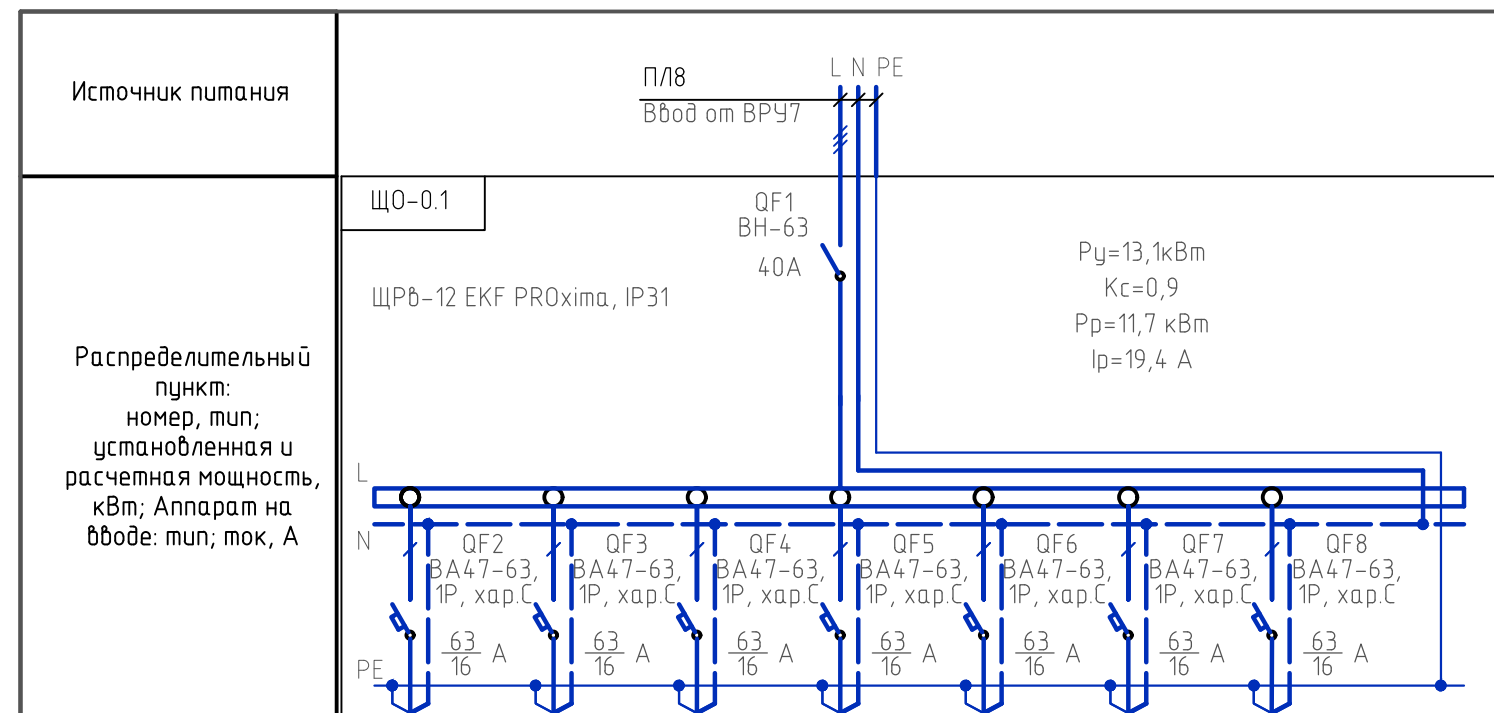 Источник питания
ПЛ8
L N PE
Ввод от ВРУ7
ЩО-0.1
QF1
ВН-63
40А
ЩРв-12 EKF PROxima, IP31
Ру=13,1кВт
Кс=0,9
Рр=11,7 кВт
Iр=19,4 А
Распределительный
пункт:
номер, тип;
установленная и
расчетная мощность,
кВт; Аппарат на
вводе: тип; ток, А
L
N
PE
QF2
ВА47-63,
1Р, хар.С
63
16 А
QF3
ВА47-63,
1Р, хар.С
63
16 А
QF4
ВА47-63,
1Р, хар.С
63
16 А
QF5
ВА47-63,
1Р, хар.С
63
16 А
QF6
ВА47-63,
1Р, хар.С
63
16 А
QF7
ВА47-63,
1Р, хар.С
63
16 А
QF8
ВА47-63,
1Р, хар.С
63
16 А